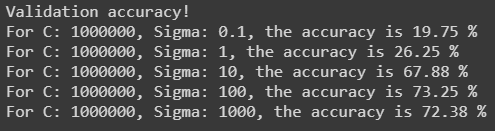 Validation accuracy!
For C: 1000000, Sigma: 0.1, the accuracy is 19.75 %
For C: 1000000, Sigma: 1, the accuracy is 26.25 %
For C: 1000000, Sigma: 10, the accuracy is 67.88 %
For C: 1000000, Sigma: 100, the accuracy is 73.25 %
For C: 1000000, Sigma: 1000, the accuracy is 72.38 %